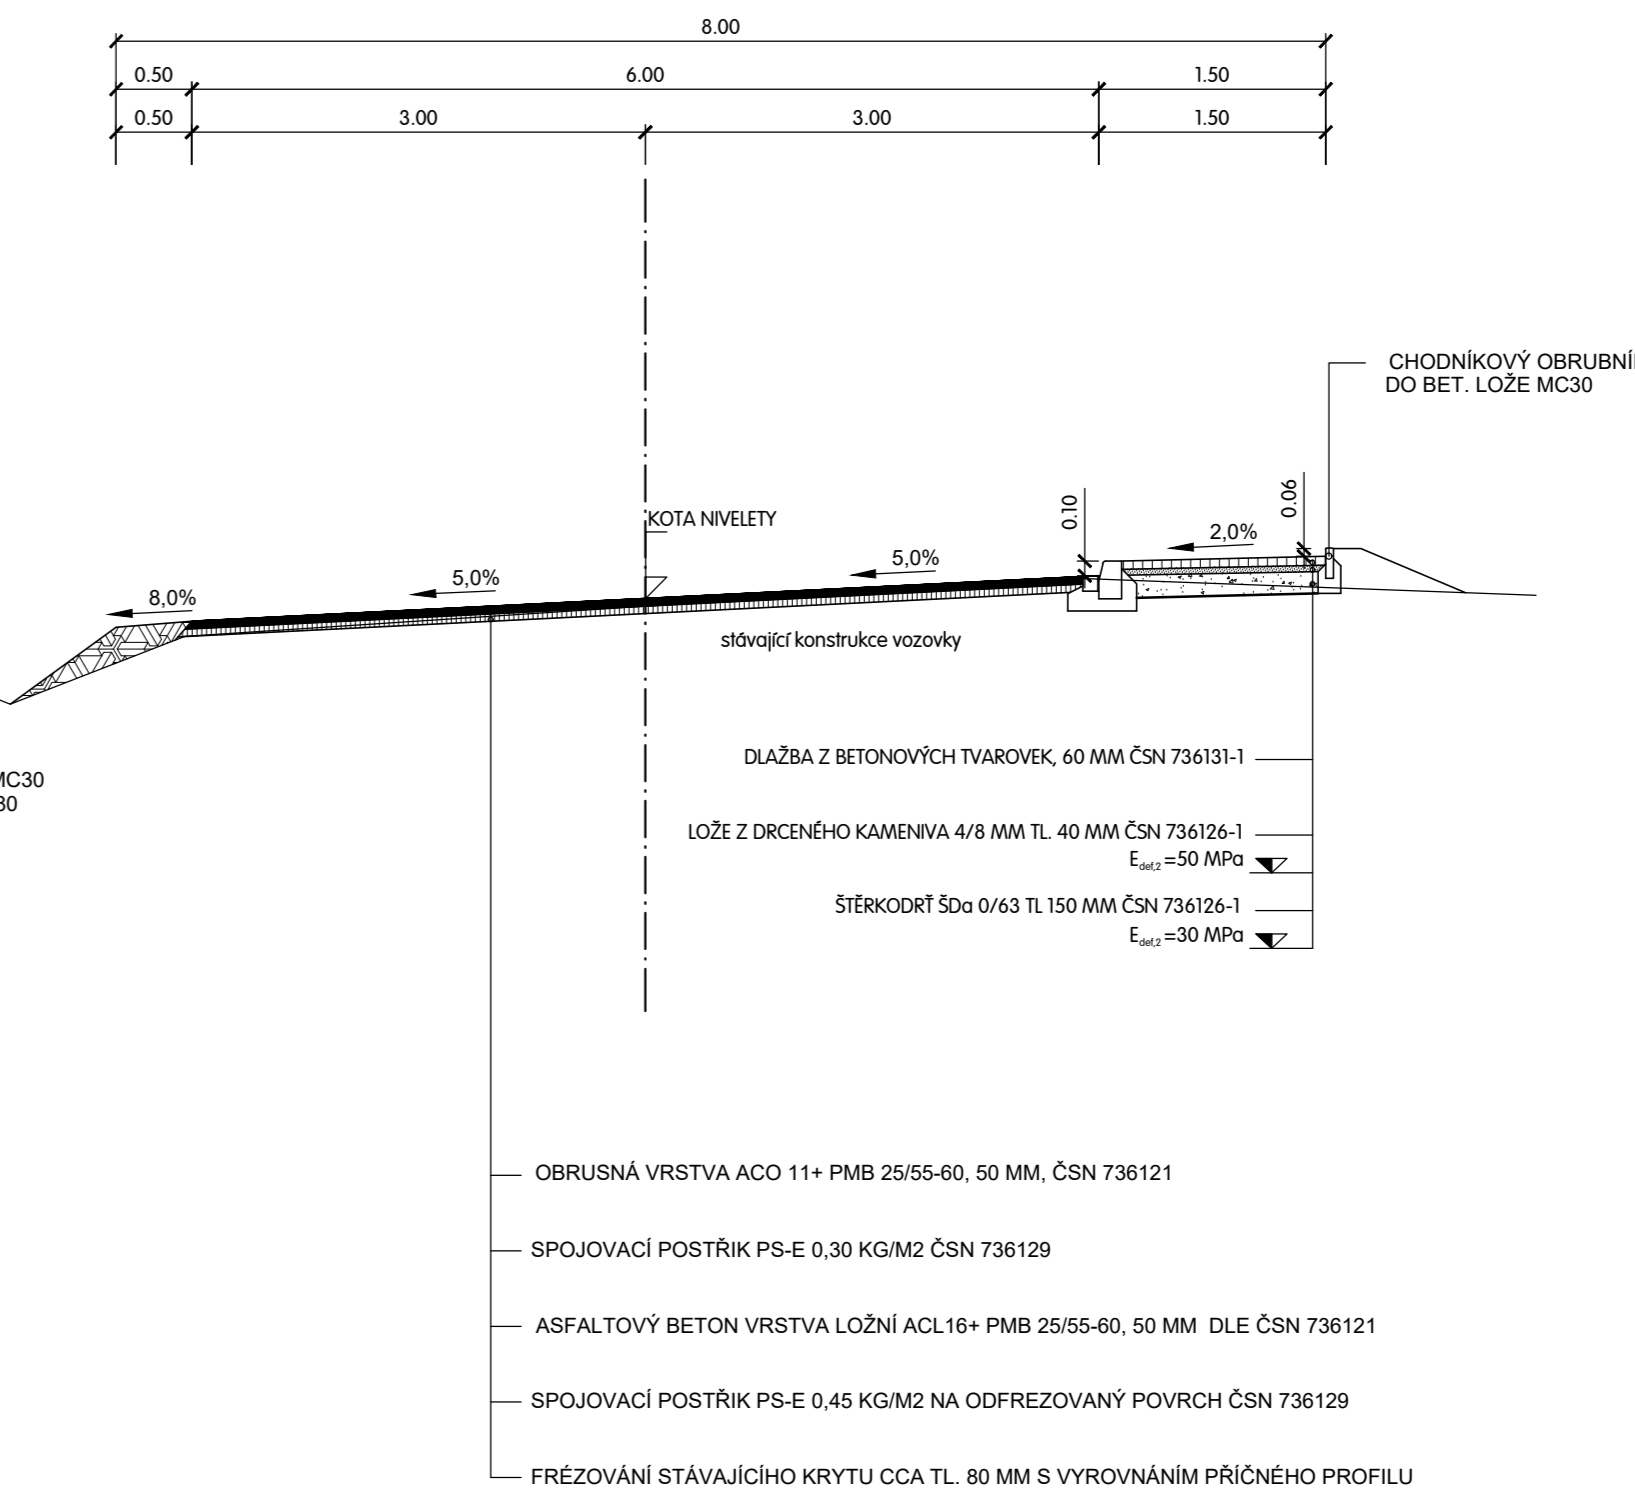 8.00
0.50 6.00 1.50
0.50 3.00 3.00 1.50
CHODNÍKOVÝ OBRUBNÍ
DO BET. LOŽE MC30
0.10
0.06
KOTA NIVELETY
2,0%
5,0%
5,0%
8,0%
stávající konstrukce vozovky
DLAŽBA Z BETONOVÝCH TVAROVEK, 60 MM ČSN 736131-1
MC30
30
LOŽE Z DRCENÉHO KAMENIVA 4/8 MM TL. 40 MM ČSN 736126-1
Edef,2=50 MPa
ŠTĚRKODRŤ ŠDa 0/63 TL 150 MM ČSN 736126-1
Edef,2=30 MPa
OBRUSNÁ VRSTVA ACO 11+ PMB 25/55-60, 50 MM, ČSN 736121
SPOJOVACÍ POSTŘIK PS-E 0,30 KG/M2 ČSN 736129
ASFALTOVÝ BETON VRSTVA LOŽNÍ ACL16+ PMB 25/55-60, 50 MM DLE ČSN 736121
SPOJOVACÍ POSTŘIK PS-E 0,45 KG/M2 NA ODFREZOVANÝ POVRCH ČSN 736129
FRÉZOVÁNÍ STÁVAJÍCÍHO KRYTU CCA TL. 80 MM S VYROVNÁNÍM PŘÍČNÉHO PROFILU